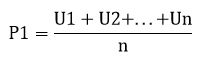 P1 = (U1 + U2+…+Un) / n